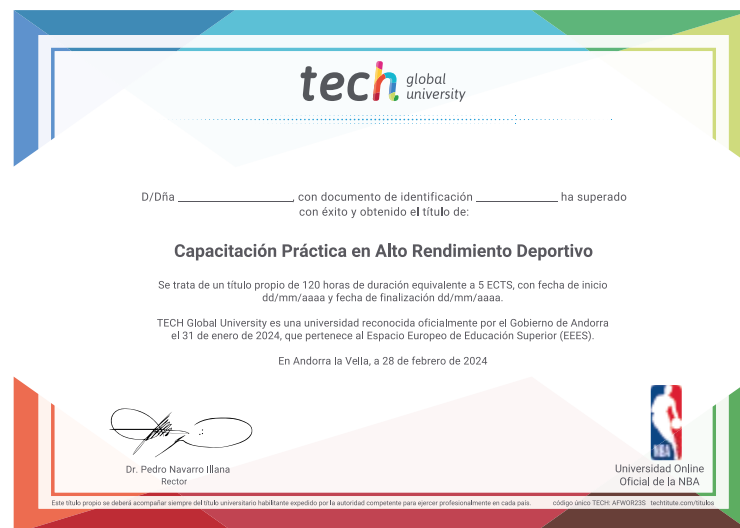 tech global
university
D/Dña ____________________, con documento de identificación ______________ ha superado
con éxito y obtenido el título de:
Capacitación Práctica en Alto Rendimiento Deportivo
Se trata de un título propio de 120 horas de duración equivalente a 5 ECTS, con fecha de inicio
dd/mm/aaaa y fecha de finalización dd/mm/aaaa.
TECH Global University es una universidad reconocida oficialmente por el Gobierno de Andorra
el 31 de enero de 2024, que pertenece al Espacio Europeo de Educación Superior (EEES).
En Andorra la Vella, a 28 de febrero de 2024
Dr. Pedro Navarro Illana
Rector
NBA
Universidad Online
Oficial de la NBA
Este título propio se deberá acompañar siempre del título universitario habilitante expedido por la autoridad competente para ejercer profesionalmente en cada país. código único TECH: AFWOR23S techtitute.com/titulos